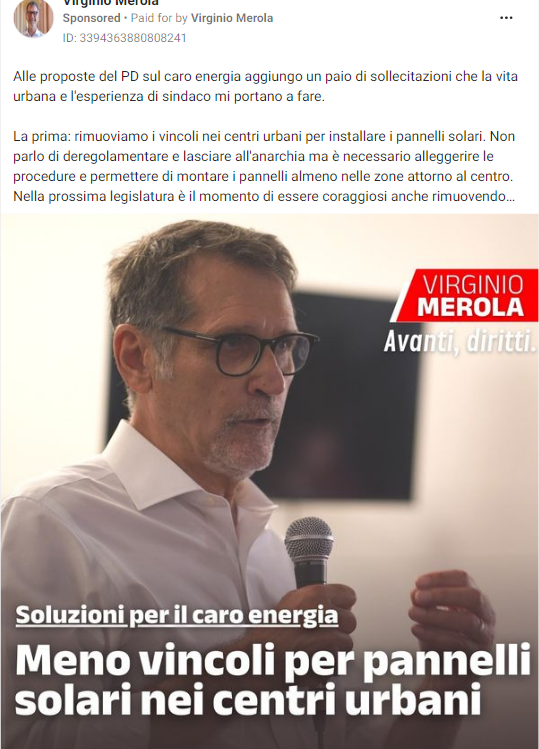 Virginio Merola
Sponsored • Paid for by Virginio Merola
ID: 3394363880808241
Alle proposte del PD sul caro energia aggiungo un paio di sollecitazioni che la vita
urbana e l'esperienza di sindaco mi portano a fare.
La prima: rimuoviamo i vincoli nei centri urbani per installare i pannelli solari. Non
parlo di deregolamentare e lasciare all'anarchia ma è necessario alleggerire le
procedure e permettere di montare i pannelli almeno nelle zone attorno al centro.
Nella prossima legislatura è il momento di essere coraggiosi anche rimuovendo...
VIRGINIO
MEROLA
Avanti, diritti.
Soluzioni per il caro energia
Meno vincoli per pannelli
solari nei centri urbani